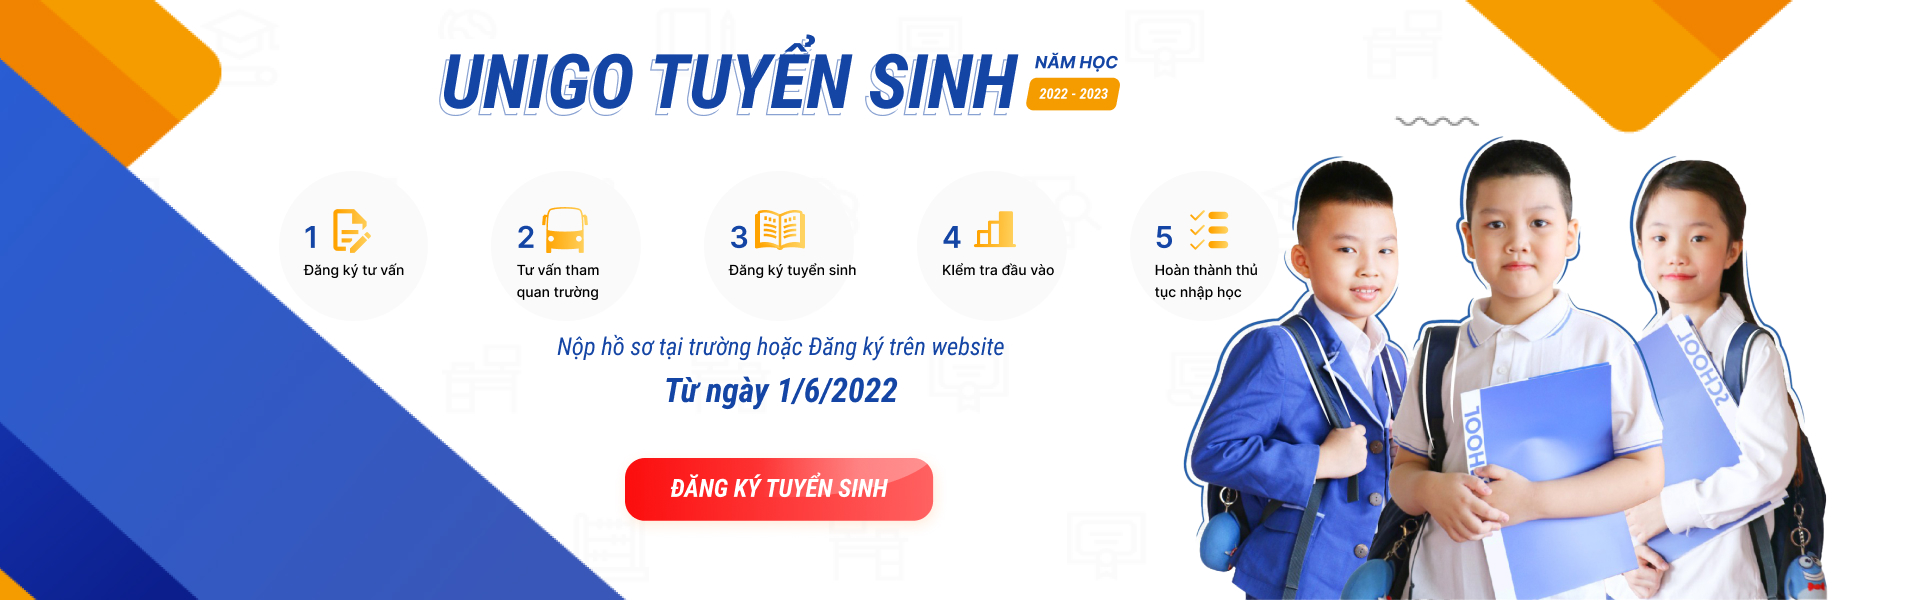 UNIGO TUYỂN SINH
NĂM HỌC
2022 - 2023
1
Đăng ký tư vấn
2
Tư vấn tham
quan trường
3
Đăng ký tuyển sinh
4
KIểm tra đầu vào
5
Hoàn thành thủ
tục nhập học
Nộp hồ sơ tại trường hoặc Đăng ký trên website
Từ ngày 1/6/2022
ĐĂNG KÝ TUYỂN SINH
SCHOOL
HOOL